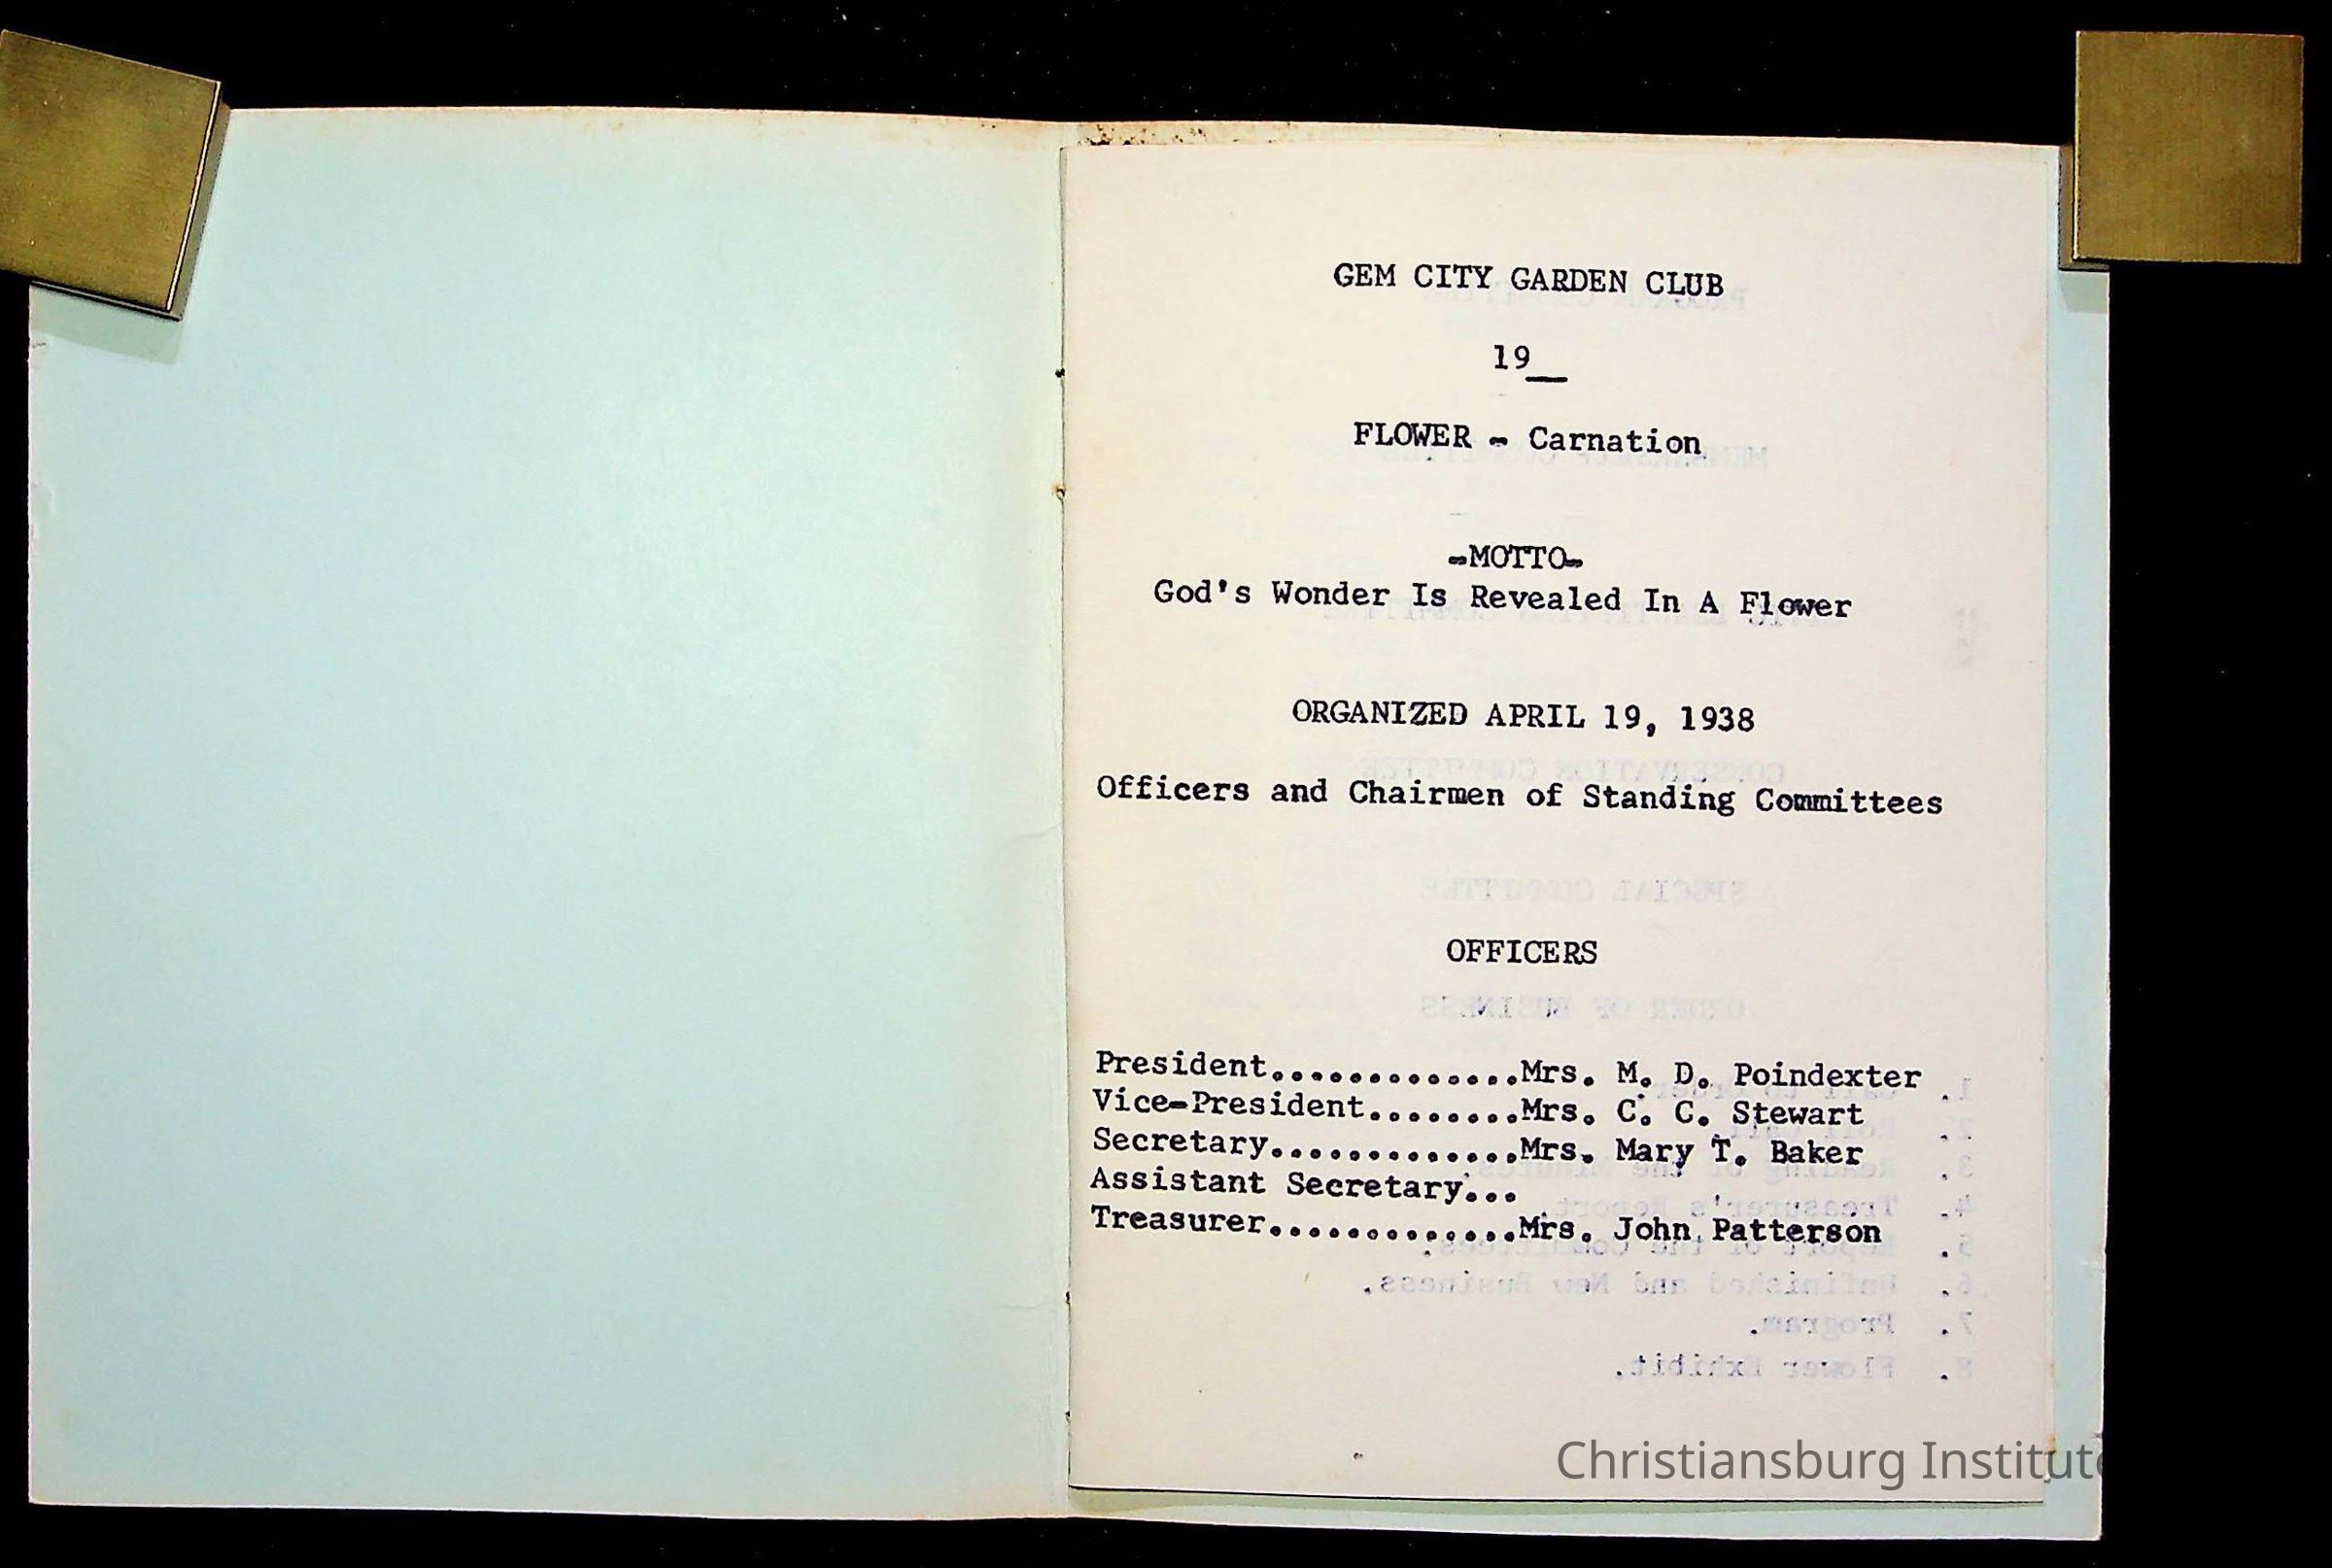 GEM CITY GARDEN CLUB
19__
FLOWER - Carnation
-MOTTO-
God's Wonder Is Revealed In A Flower
ORGANIZED APRIL 19, 1938
Officers and Chairmen of Standing Committees
OFFICERS
President.............Mrs. M. D. Poindexter
Vice-President........Mrs. C. C. Stewart
Secretary.............Mrs. Mary T. Baker
Assistant Secretary...
Treasurer.............Mrs. John Patterson
Christiansburg Institute